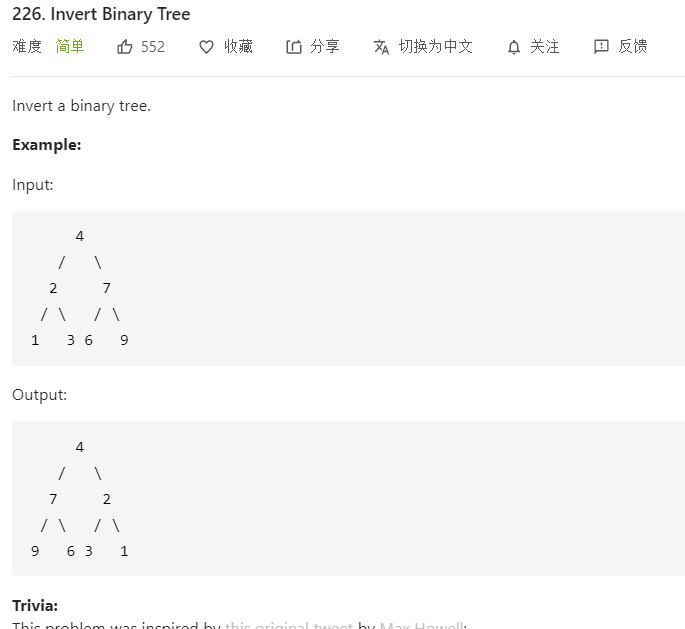 226. Invert Binary Tree
难度 简单 552 收藏 分享 切换为中文 关注 反馈
Invert a binary tree.
Example:
Input:
     4
   /   \
  2     7
 / \   / \
1   3 6   9
Output:
     4
   /   \
  7     2
 / \   / \
9   6 3   1
Trivia:
This problem was inspired by this original tweet by Max Howell: